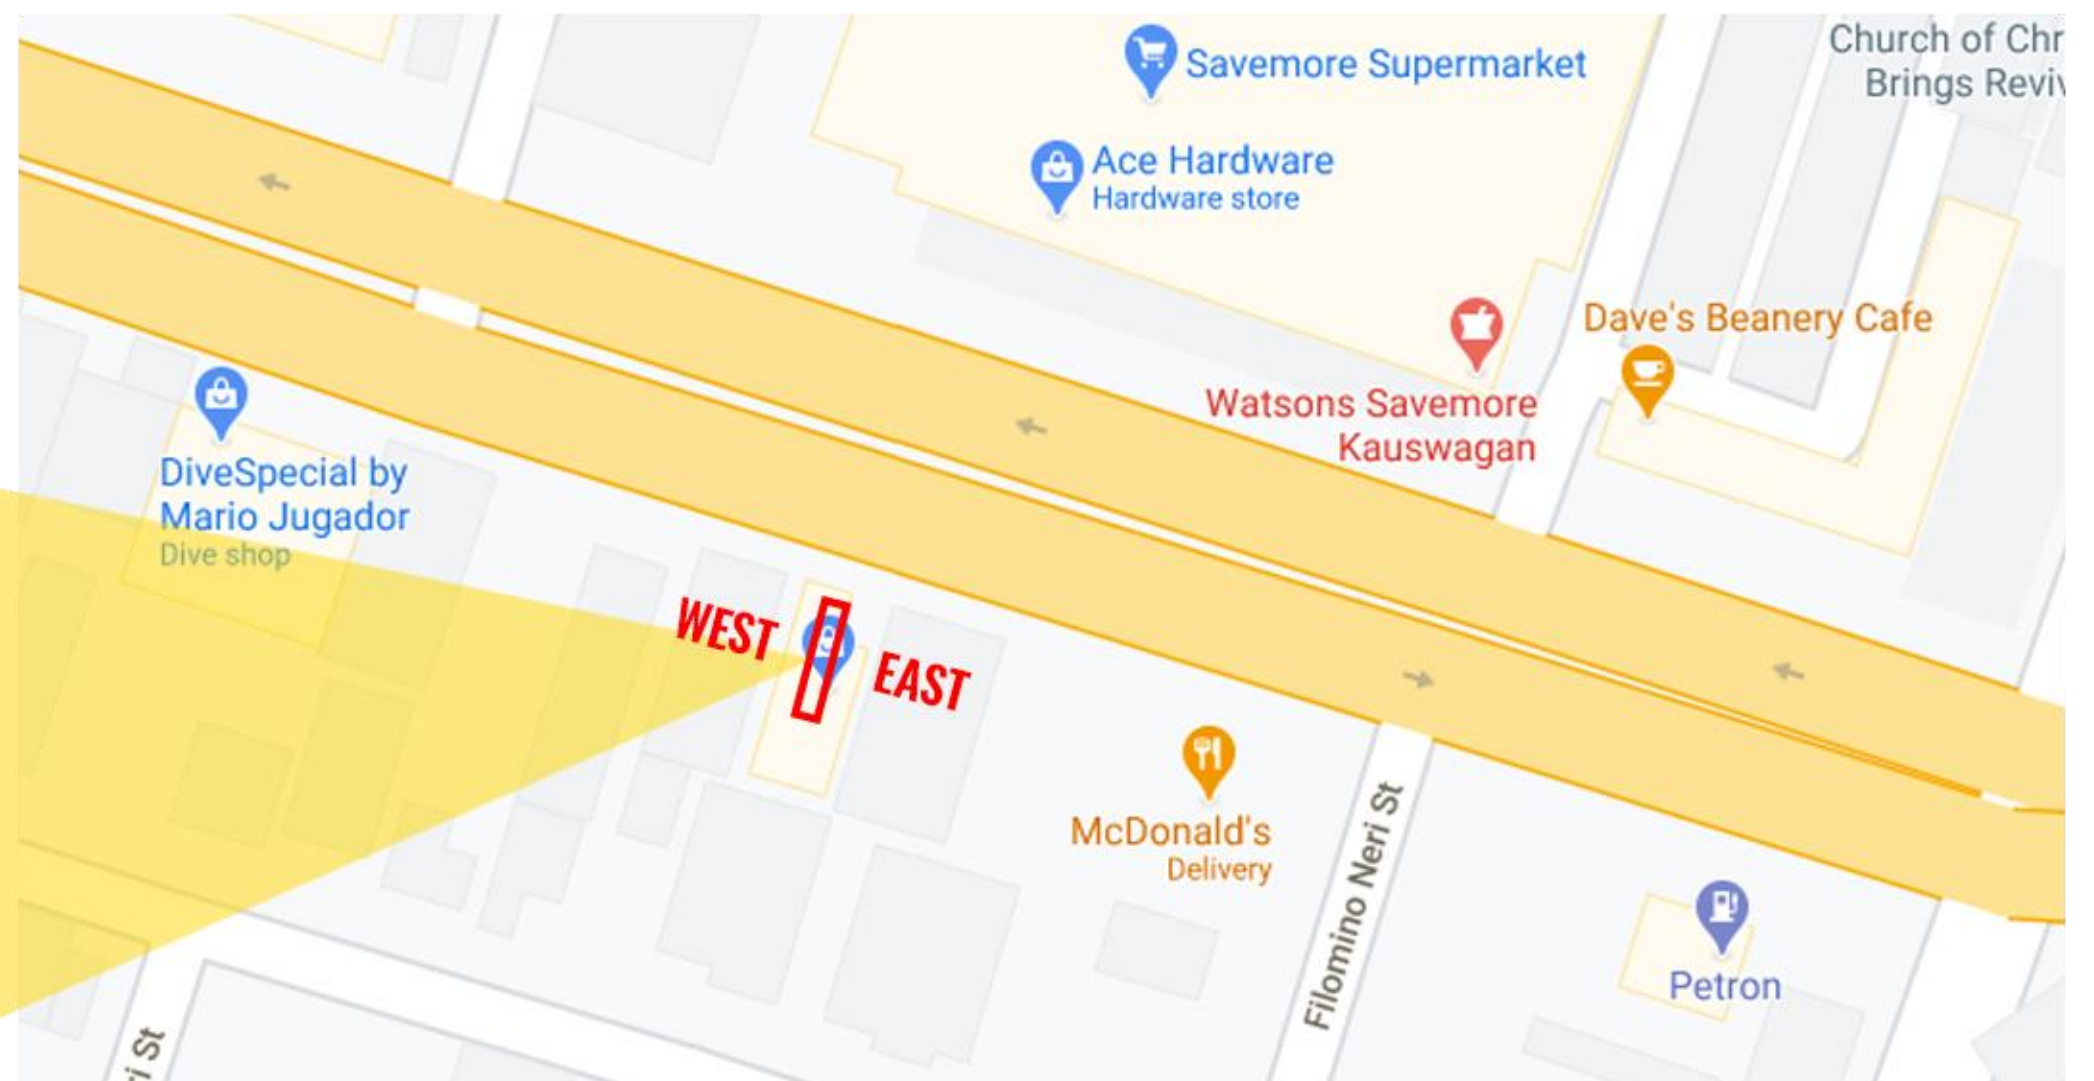 Church of Chr
Brings Reviv
Savemore Supermarket
Ace Hardware
Hardware store
Dave's Beanery Cafe
Watsons Savemore
Kauswagan
DiveSpecial by
Mario Jugador
Dive shop
WEST
EAST
McDonald's
Delivery
Filomino Neri St
Petron
ri St